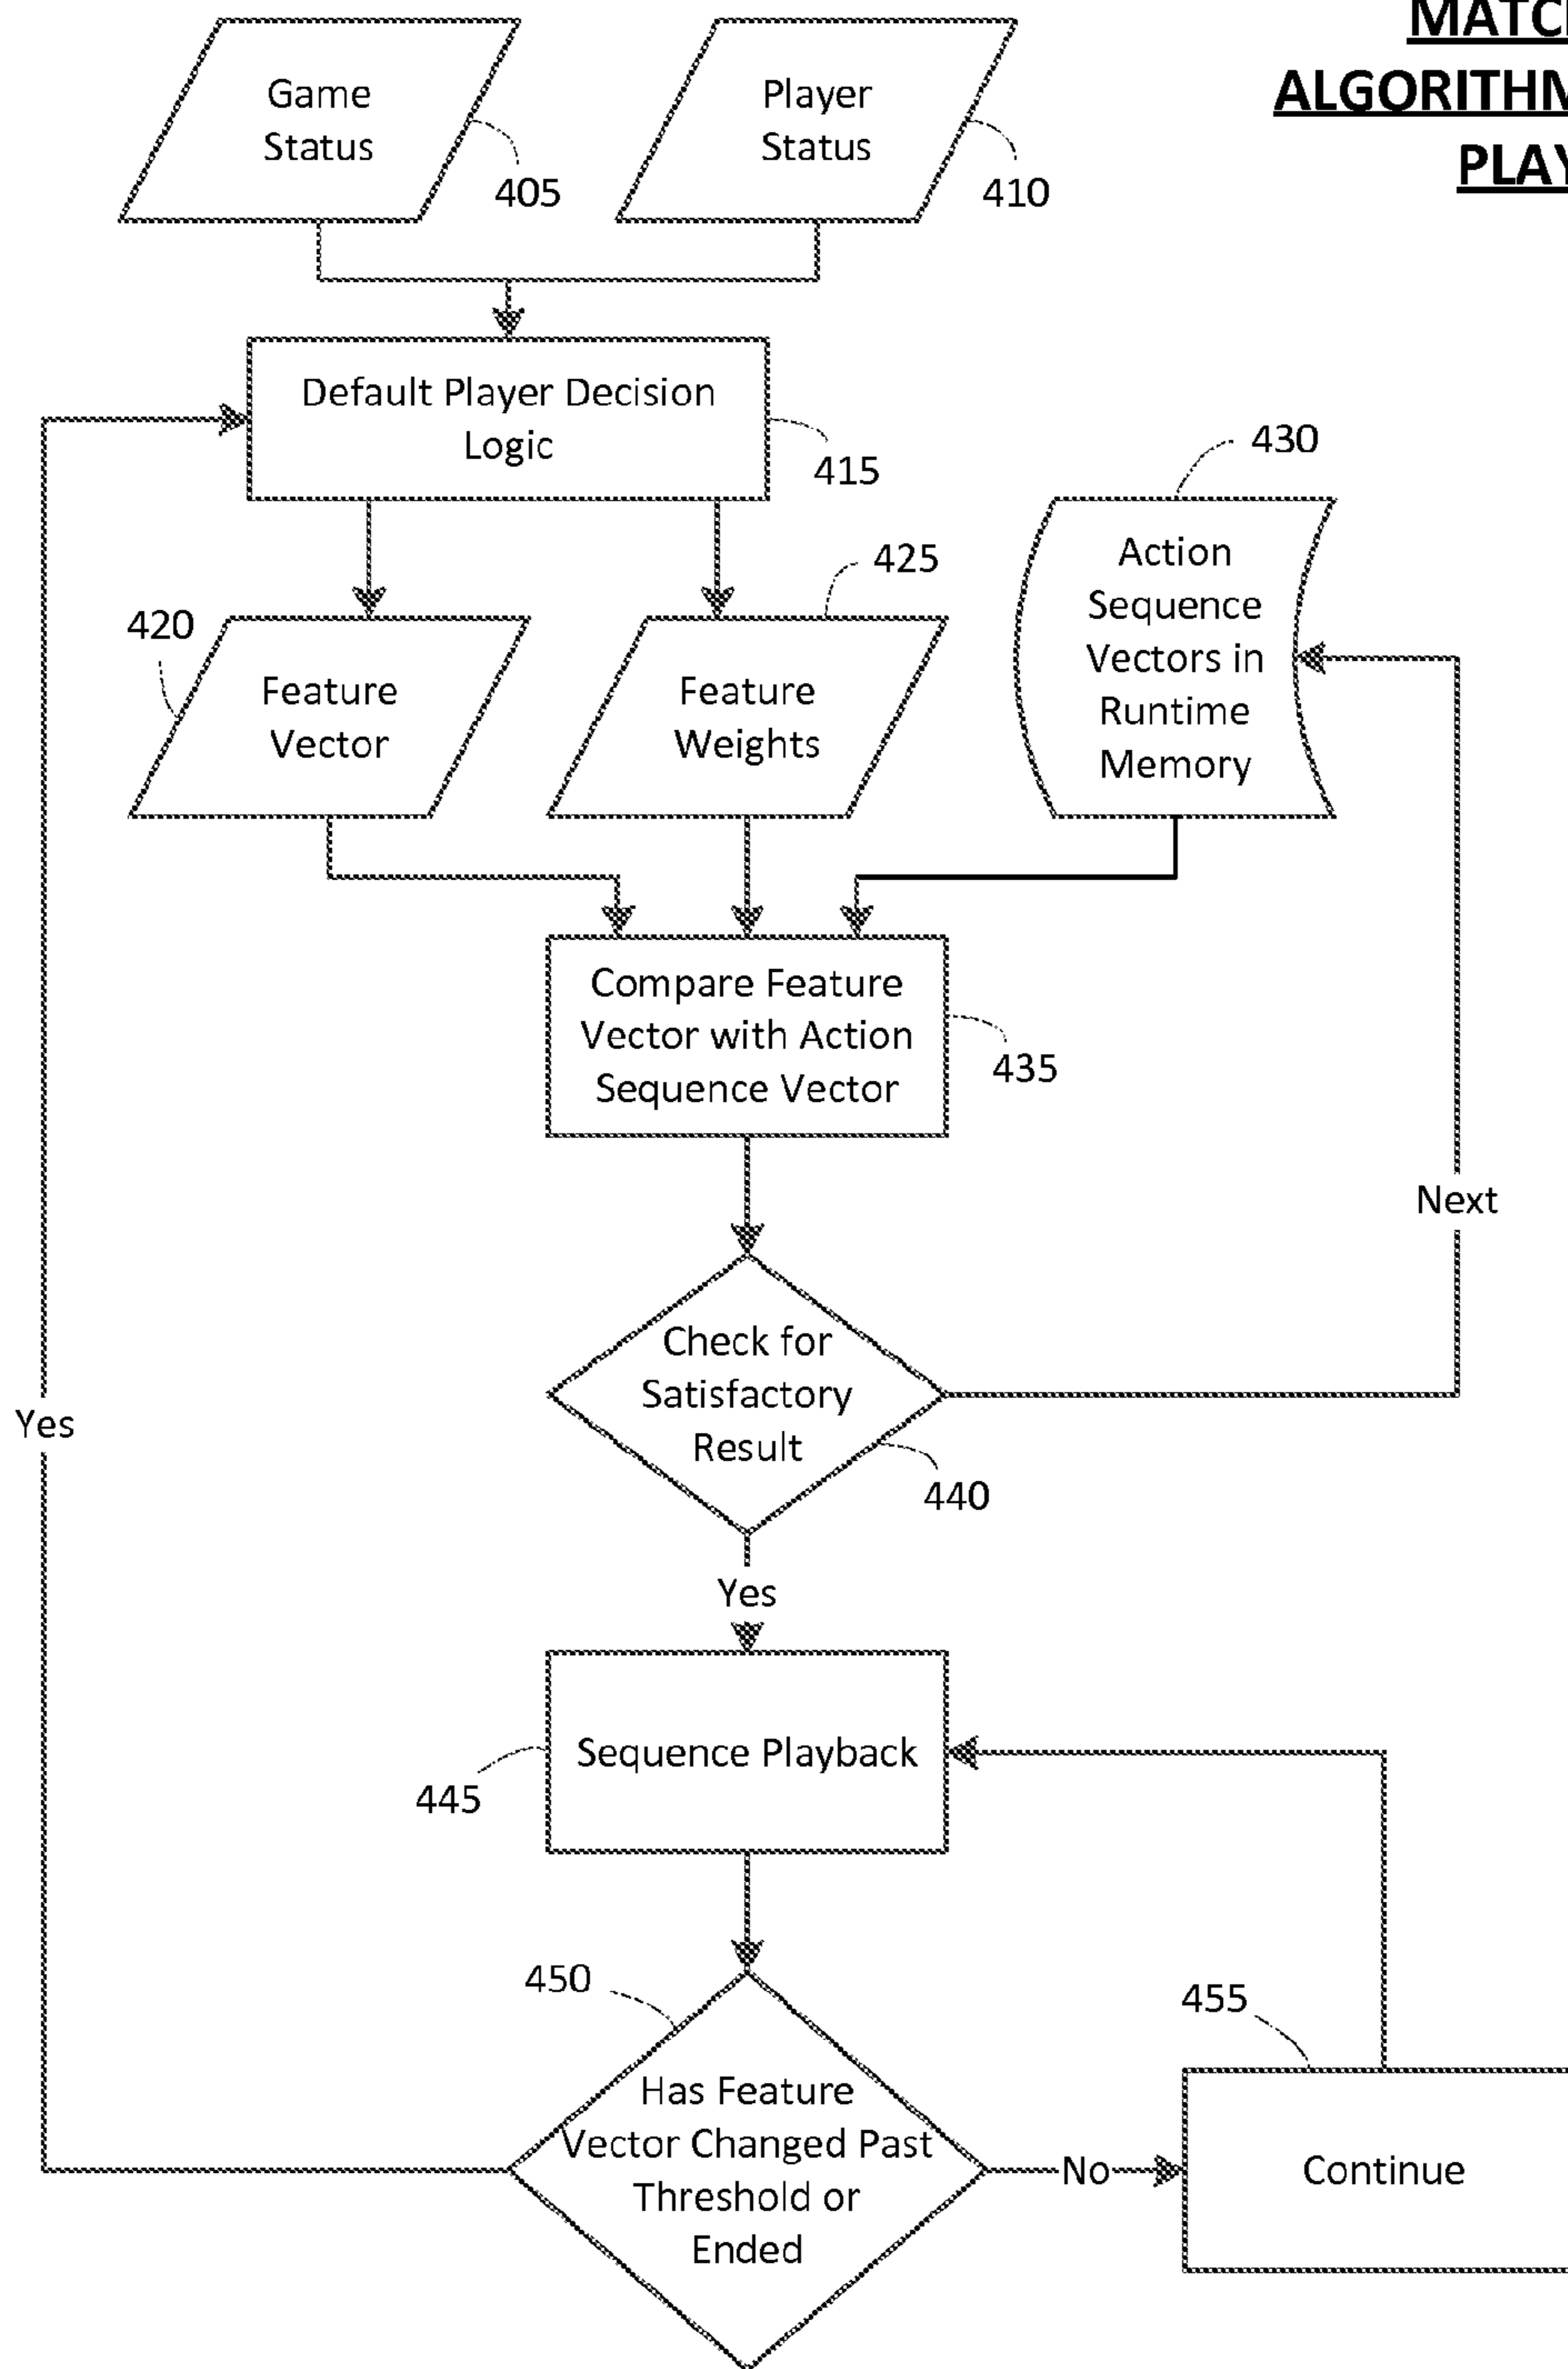 MATCH
ALGORITHM
PLAY
Game
Status
405
Player
Status
410
Default Player Decision
Logic
415
430
Action
Sequence
Vectors in
Runtime
Memory
420
Feature
Vector
425
Feature
Weights
Compare Feature
Vector with Action
Sequence Vector
435
Next
Check for
Satisfactory
Result
440
Yes
Yes
Sequence Playback
445
450
Has Feature
Vector Changed Past
Threshold or
Ended
No
455
Continue